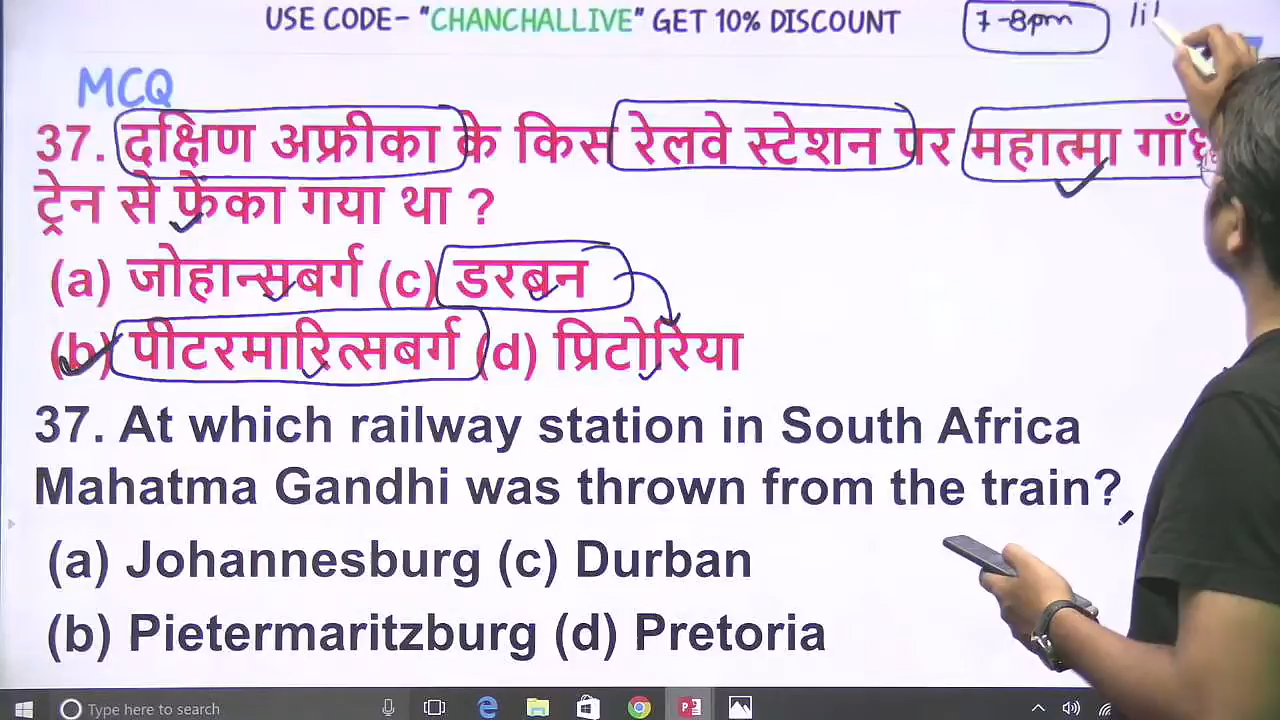 USE CODE- "CHANCHALLIVE" GET 10% DISCOUNT
7-8pm
MCQ
37. दक्षिण अफ्रीका के किस रेलवे स्टेशन पर महात्मा
ट्रेन से फेंका गया था ?
(a) जोहान्सबर्ग (c) डरबन
(b) पीटरमारित्सबर्ग (d) प्रिटोरिया
37. At which railway station in South Africa
Mahatma Gandhi was thrown from the train?
(a) Johannesburg (c) Durban
(b) Pietermaritzburg (d) Pretoria
Type here to search